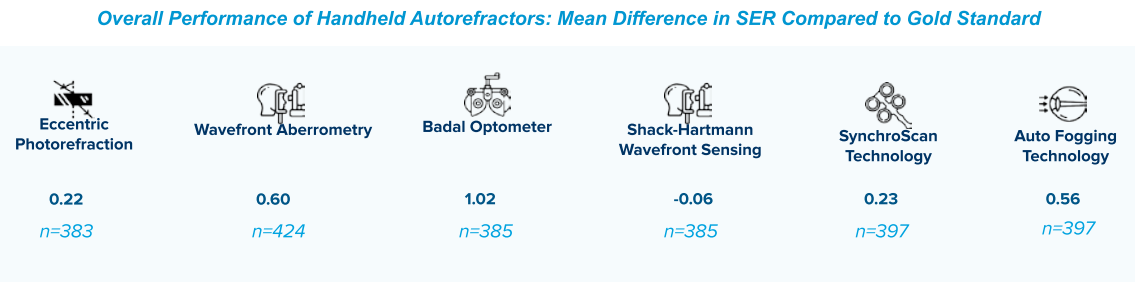 Overall Performance of Handheld Autorefractors: Mean Difference in SER Compared to Gold Standard
Eccentric
Photorefraction
0.22
n=383
Wavefront Aberrometry
0.60
n=424
Badal Optometer
1.02
n=385
Shack-Hartmann
Wavefront Sensing
-0.06
n=385
SynchroScan
Technology
0.23
n=397
Auto Fogging
Technology
0.56
n=397